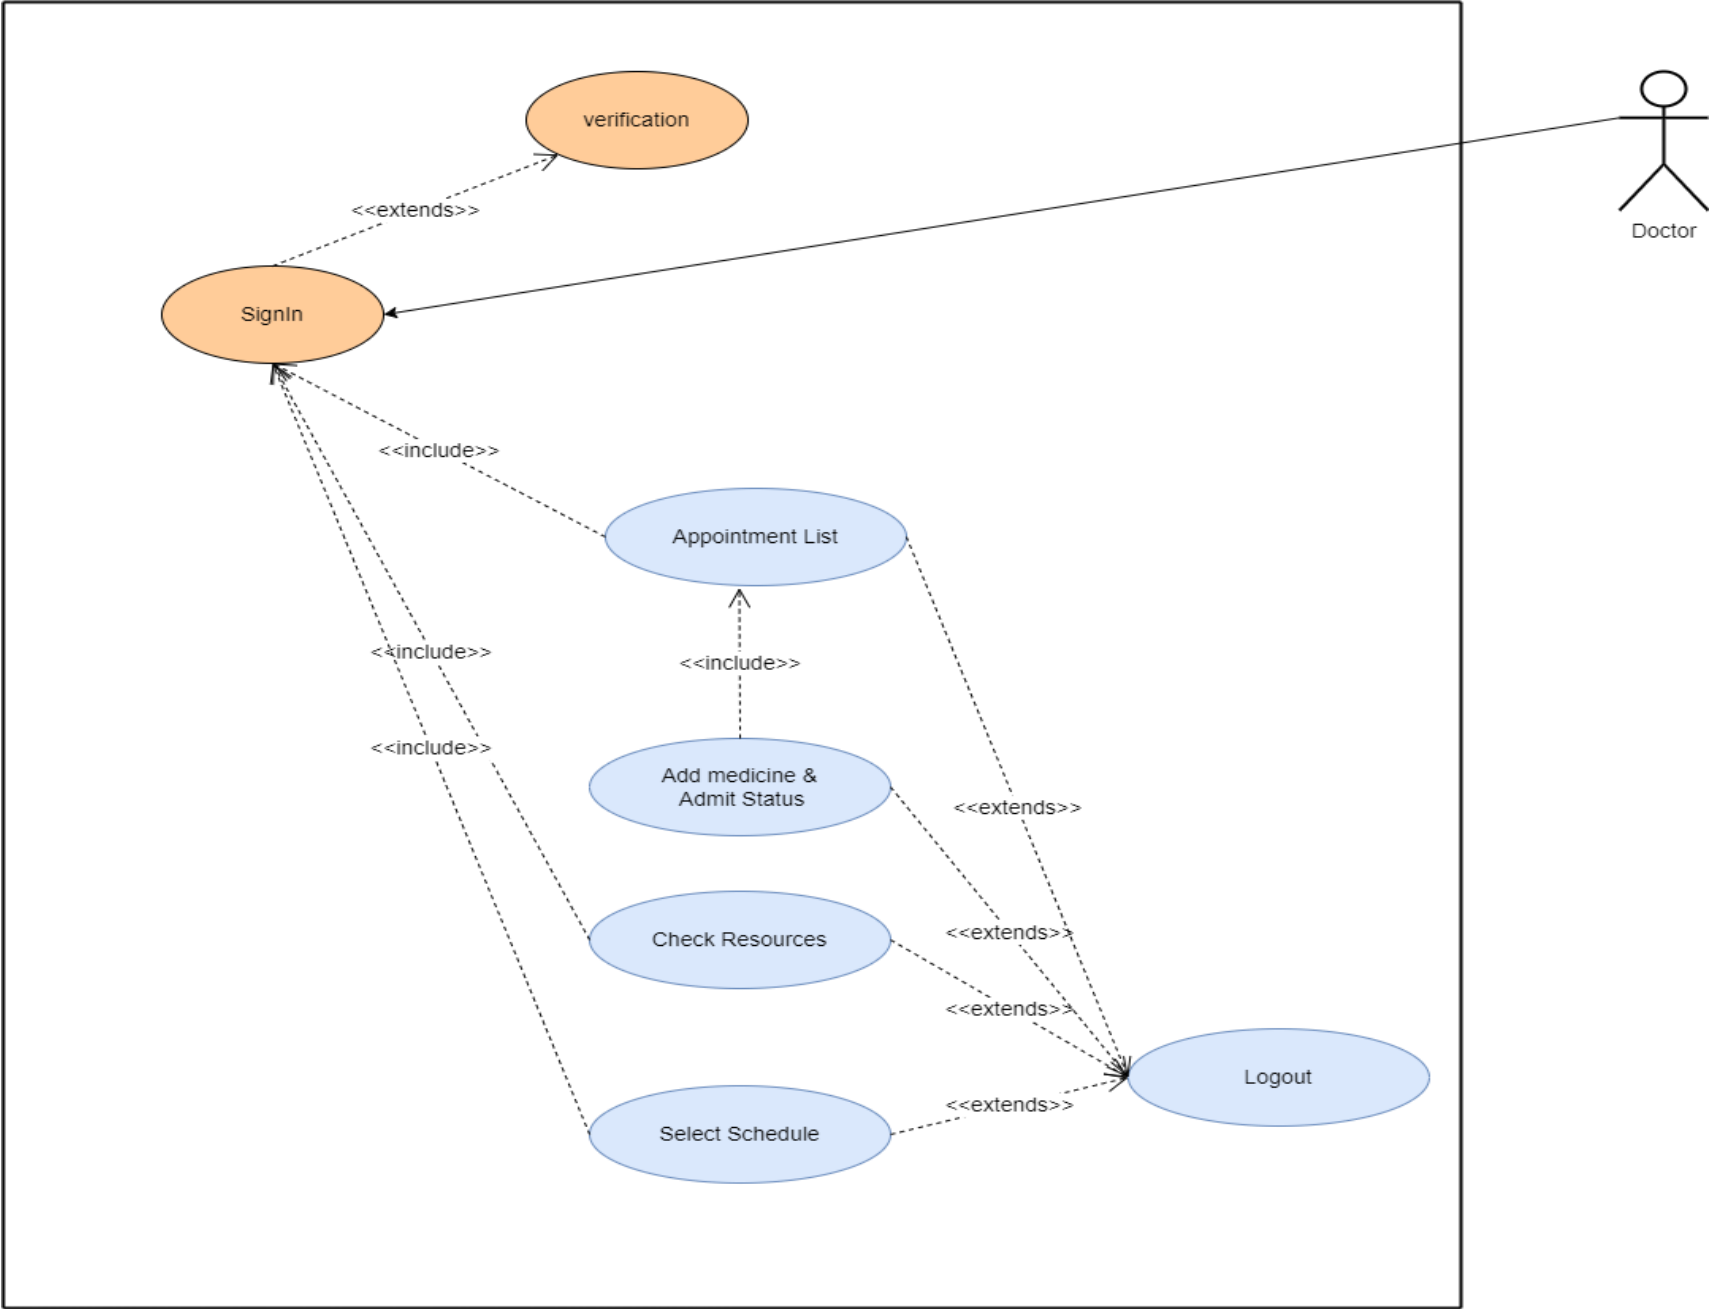 verification
<<extends>>
Doctor
SignIn
<<include>>
Appointment List
<<include>>
<<include>>
<<include>>
Add medicine &
Admit Status
<<extends>>
<<extends>>
Check Resources
<<extends>>
Logout
<<extends>>
Select Schedule